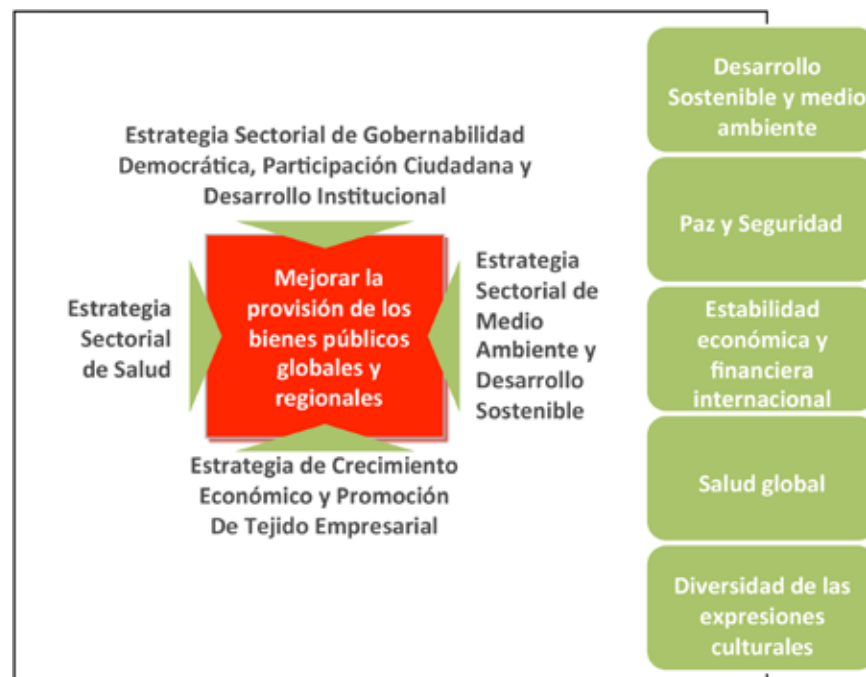 Estrategia Sectorial de Gobernabilidad
Democrática, Participación Ciudadana y
Desarrollo Institucional
Estrategia
Sectorial
de Salud
Mejorar la
provisión de los
bienes públicos
globales y
regionales
Estrategia
Sectorial de
Medio
Ambiente y
Desarrollo
Sostenible
Estrategia de Crecimiento
Económico y Promoción
De Tejido Empresarial
Desarrollo
Sostenible y medio
ambiente
Paz y Seguridad
Estabilidad
económica y
financiera
internacional
Salud global
Diversidad de las
expresiones
culturales